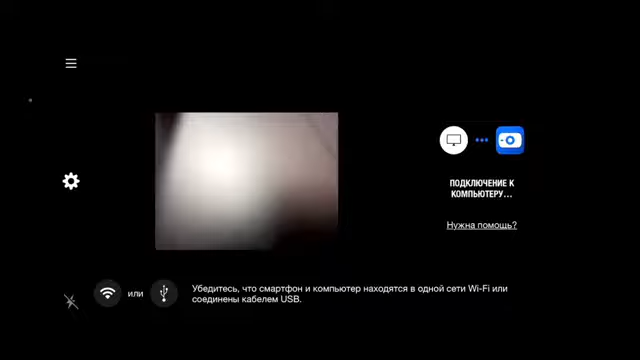 ПОДКЛЮЧЕНИЕ К
КОМПЬЮТЕРУ...
Нужна помощь?
или
Убедитесь, что смартфон и компьютер находятся в одной сети Wi-Fi или
соединены кабелем USB.